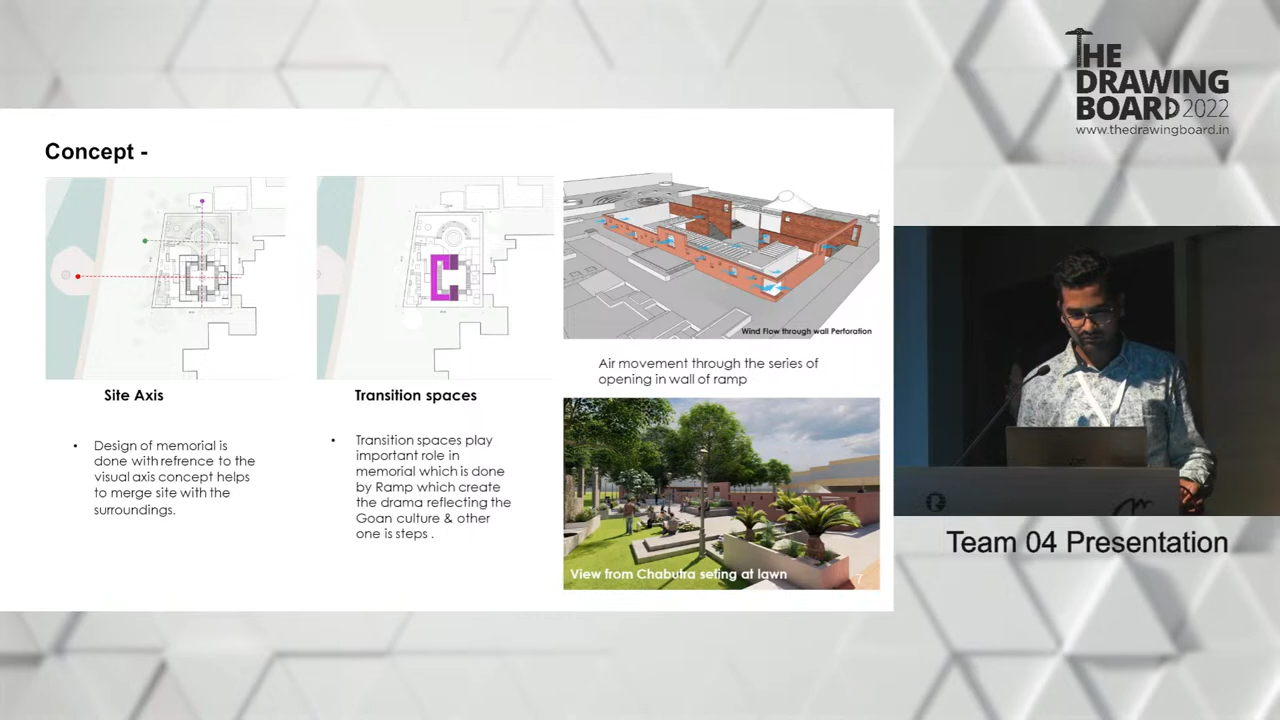 THE
DRAWING
BOARD 2022
www.thedrawingboard.in
Concept -
Site Axis
• Design of memorial is
done with refrence to the
visual axis concept helps
to merge site with the
surroundings.
Transition spaces
• Transition spaces play
important role in
memorial which is done
by Ramp which create
the drama reflecting the
Goan culture & other
one is steps .
Wind Flow through wall Perforation
Air movement through the series of
opening in wall of ramp
View from Chabutra seting at lawn
7
Team 04 Presentation